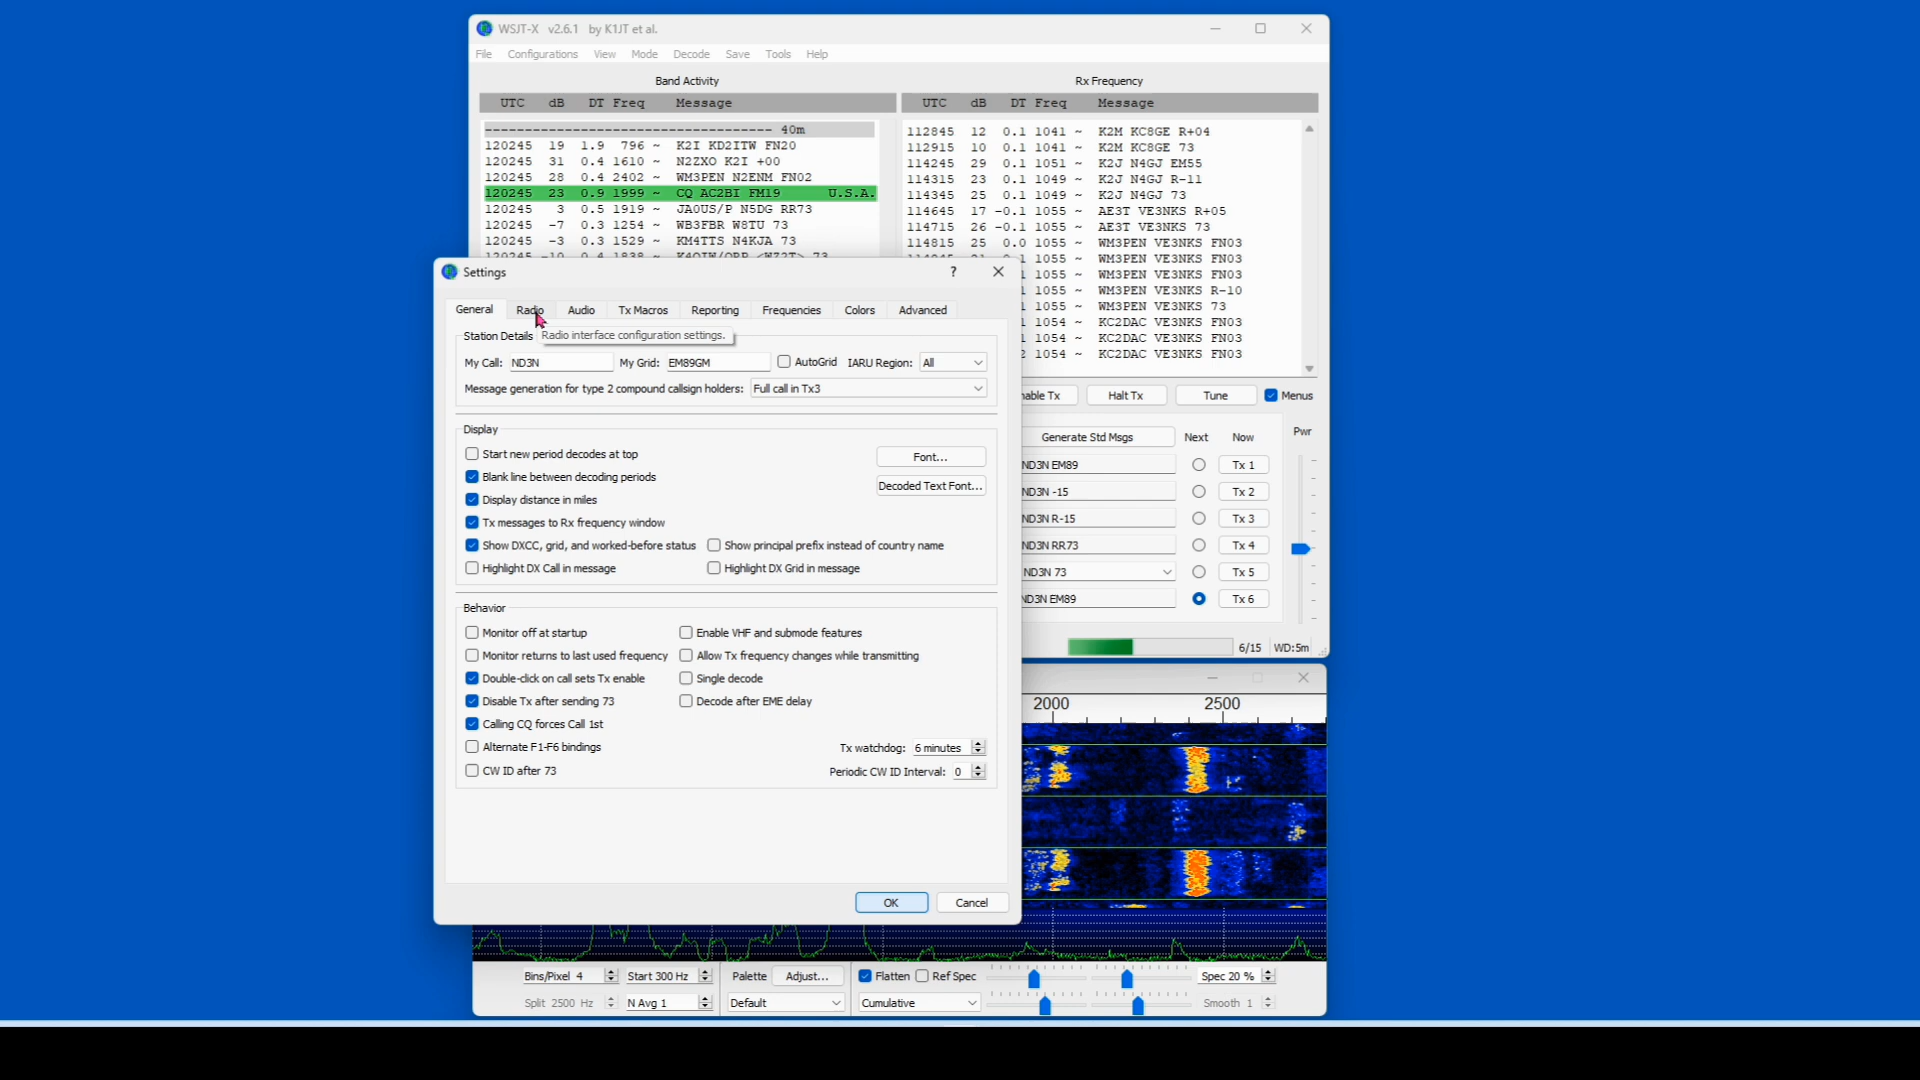 WSJT-X v2.6.1 by K1JT et al.
File Configurations View Mode Decode Save Tools Help
Band Activity
UTC dB DT Freq Message
------------------------------------ 40m
120245 19 1.9 796 ~ K2I KD2ITW FN20
120245 31 0.4 1610 ~ N2ZXO K2I +00
120245 28 0.4 2402 ~ WM3PEN N2ENM FN02
120245 23 0.9 1999 ~ CQ AC2BI FM19 U.S.A.
120245 3 0.5 1919 ~ JA0US/P N5DG RR73
120245 -7 0.3 1254 ~ WB3FBR W8TU 73
120245 -3 0.3 1529 ~ KM4TTS N4KJA 73
Rx Frequency
UTC dB DT Freq Message
112845 12 0.1 1041 ~ K2M KC8GE R+04
112915 10 0.1 1041 ~ K2M KC8GE 73
114245 29 0.1 1051 ~ K2J N4GJ EM55
114315 23 0.1 1049 ~ K2J N4GJ R-11
114345 25 0.1 1049 ~ K2J N4GJ 73
114645 17 -0.1 1055 ~ AE3T VE3NKS R+05
114715 26 -0.1 1055 ~ AE3T VE3NKS 73
114815 25 0.0 1055 ~ WM3PEN VE3NKS FN03
1 1055 ~ WM3PEN VE3NKS FN03
1 1055 ~ WM3PEN VE3NKS FN03
1 1055 ~ WM3PEN VE3NKS R-10
1 1055 ~ WM3PEN VE3NKS 73
1 1054 ~ KC2DAC VE3NKS FN03
1 1054 ~ KC2DAC VE3NKS FN03
2 1054 ~ KC2DAC VE3NKS FN03
Settings ?
General Radio Audio Tx Macros Reporting Frequencies Colors Advanced
Station Details
Radio interface configuration settings.
My Call: ND3N My Grid: EM89GM AutoGrid IARU Region: All
Message generation for type 2 compound callsign holders: Full call in Tx3
Display
Start new period decodes at top
Font...
Blank line between decoding periods
Decoded Text Font...
Display distance in miles
Tx messages to Rx frequency window
Show DXCC, grid, and worked-before status Show principal prefix instead of country name
Highlight DX Call in message Highlight DX Grid in message
Behavior
Monitor off at startup Enable VHF and submode features
Monitor returns to last used frequency Allow Tx frequency changes while transmitting
Double-click on call sets Tx enable Single decode
Disable Tx after sending 73 Decode after EME delay
Calling CQ forces Call 1st
Alternate F1-F6 bindings Tx watchdog: 6 minutes
CW ID after 73 Periodic CW ID Interval: 0
OK Cancel
nable Tx Halt Tx Tune Menus
Pwr
Generate Std Msgs Next Now
ND3N EM89 Tx 1
ND3N -15 Tx 2
ND3N R-15 Tx 3
ND3N RR73 Tx 4
ND3N 73 Tx 5
ND3N EM89 Tx 6
6/15 WD:5m
2000 2500
Bins/Pixel 4 Start 300 Hz Palette Adjust... Flatten Ref Spec Spec 20 %
Split 2500 Hz N Avg 1 Default Cumulative Smooth 1